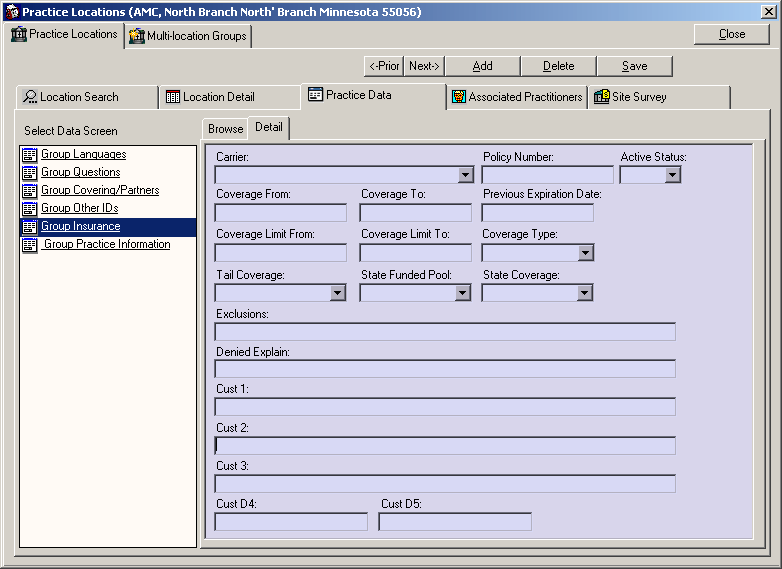 Practice Locations (AMC, North Branch North' Branch Minnesota 55056)
Practice Locations Multi-location Groups Close
<-Prior Next-> Add Delete Save
Location Search Location Detail Practice Data Associated Practitioners Site Survey
Select Data Screen
Browse Detail
Group Languages
Group Questions
Group Covering/Partners
Group Other IDs
Group Insurance
Group Practice Information
Carrier: Policy Number: Active Status:
Coverage From: Coverage To: Previous Expiration Date:
Coverage Limit From: Coverage Limit To: Coverage Type:
Tail Coverage: State Funded Pool: State Coverage:
Exclusions:
Denied Explain:
Cust 1:
Cust 2:
Cust 3:
Cust D4: Cust D5: